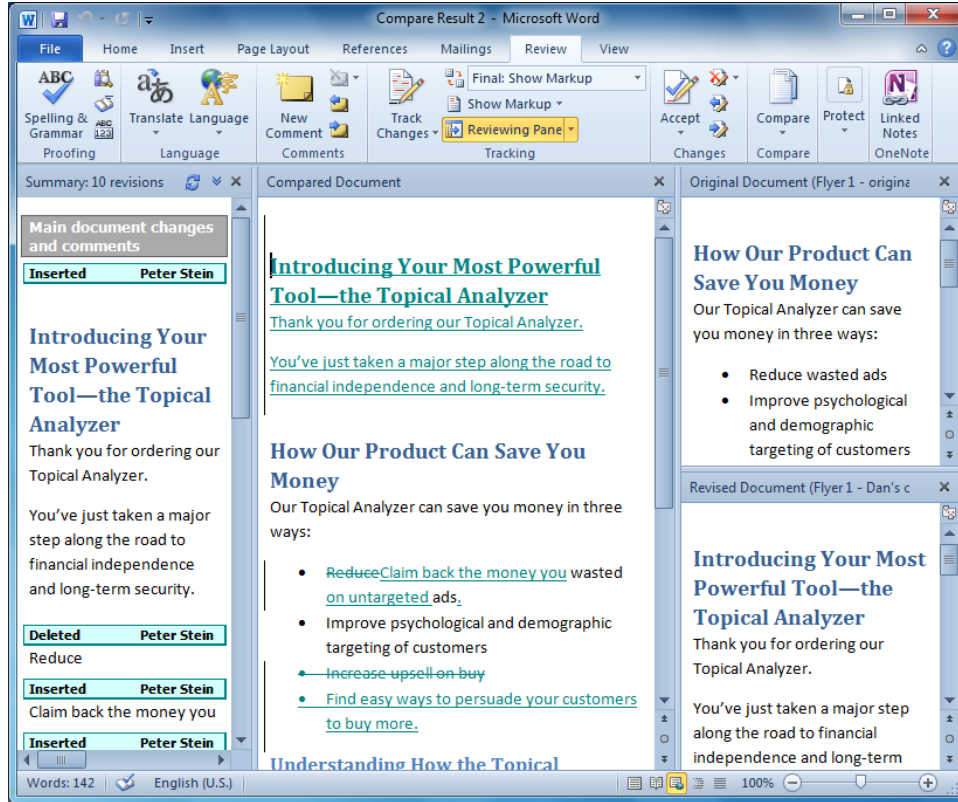 Compare Result 2 - Microsoft Word
File Home Insert Page Layout References Mailings Review View
ABC
Spelling & Grammar
ABC
123
Proofing
Translate Language
Language
New Comment
Comments
Track Changes
Final: Show Markup
Show Markup
Reviewing Pane
Tracking
Accept
Changes
Compare
Compare
Protect
Linked Notes
OneNote
Summary: 10 revisions
Main document changes
and comments
Inserted Peter Stein
Introducing Your
Most Powerful
Tool—the Topical
Analyzer
Thank you for ordering our
Topical Analyzer.
You’ve just taken a major
step along the road to
financial independence
and long-term security.
Deleted Peter Stein
Reduce
Inserted Peter Stein
Claim back the money you
Inserted Peter Stein
Compared Document
Introducing Your Most Powerful
Tool—the Topical Analyzer
Thank you for ordering our Topical Analyzer.
You’ve just taken a major step along the road to
financial independence and long-term security.
How Our Product Can Save You
Money
Our Topical Analyzer can save you money in three
ways:
• ReduceClaim back the money you wasted
on untargeted ads.
• Improve psychological and demographic
targeting of customers
• Increase upsell on buy
• Find easy ways to persuade your customers
to buy more.
Understanding How the Topical
Original Document (Flyer 1 - origina
How Our Product Can
Save You Money
Our Topical Analyzer can save
you money in three ways:
• Reduce wasted ads
• Improve psychological
and demographic
targeting of customers
Revised Document (Flyer 1 - Dan's c
Introducing Your Most
Powerful Tool—the
Topical Analyzer
Thank you for ordering our
Topical Analyzer.
You’ve just taken a major step
along the road to financial
independence and long-term
Words: 142 English (U.S.) 100%